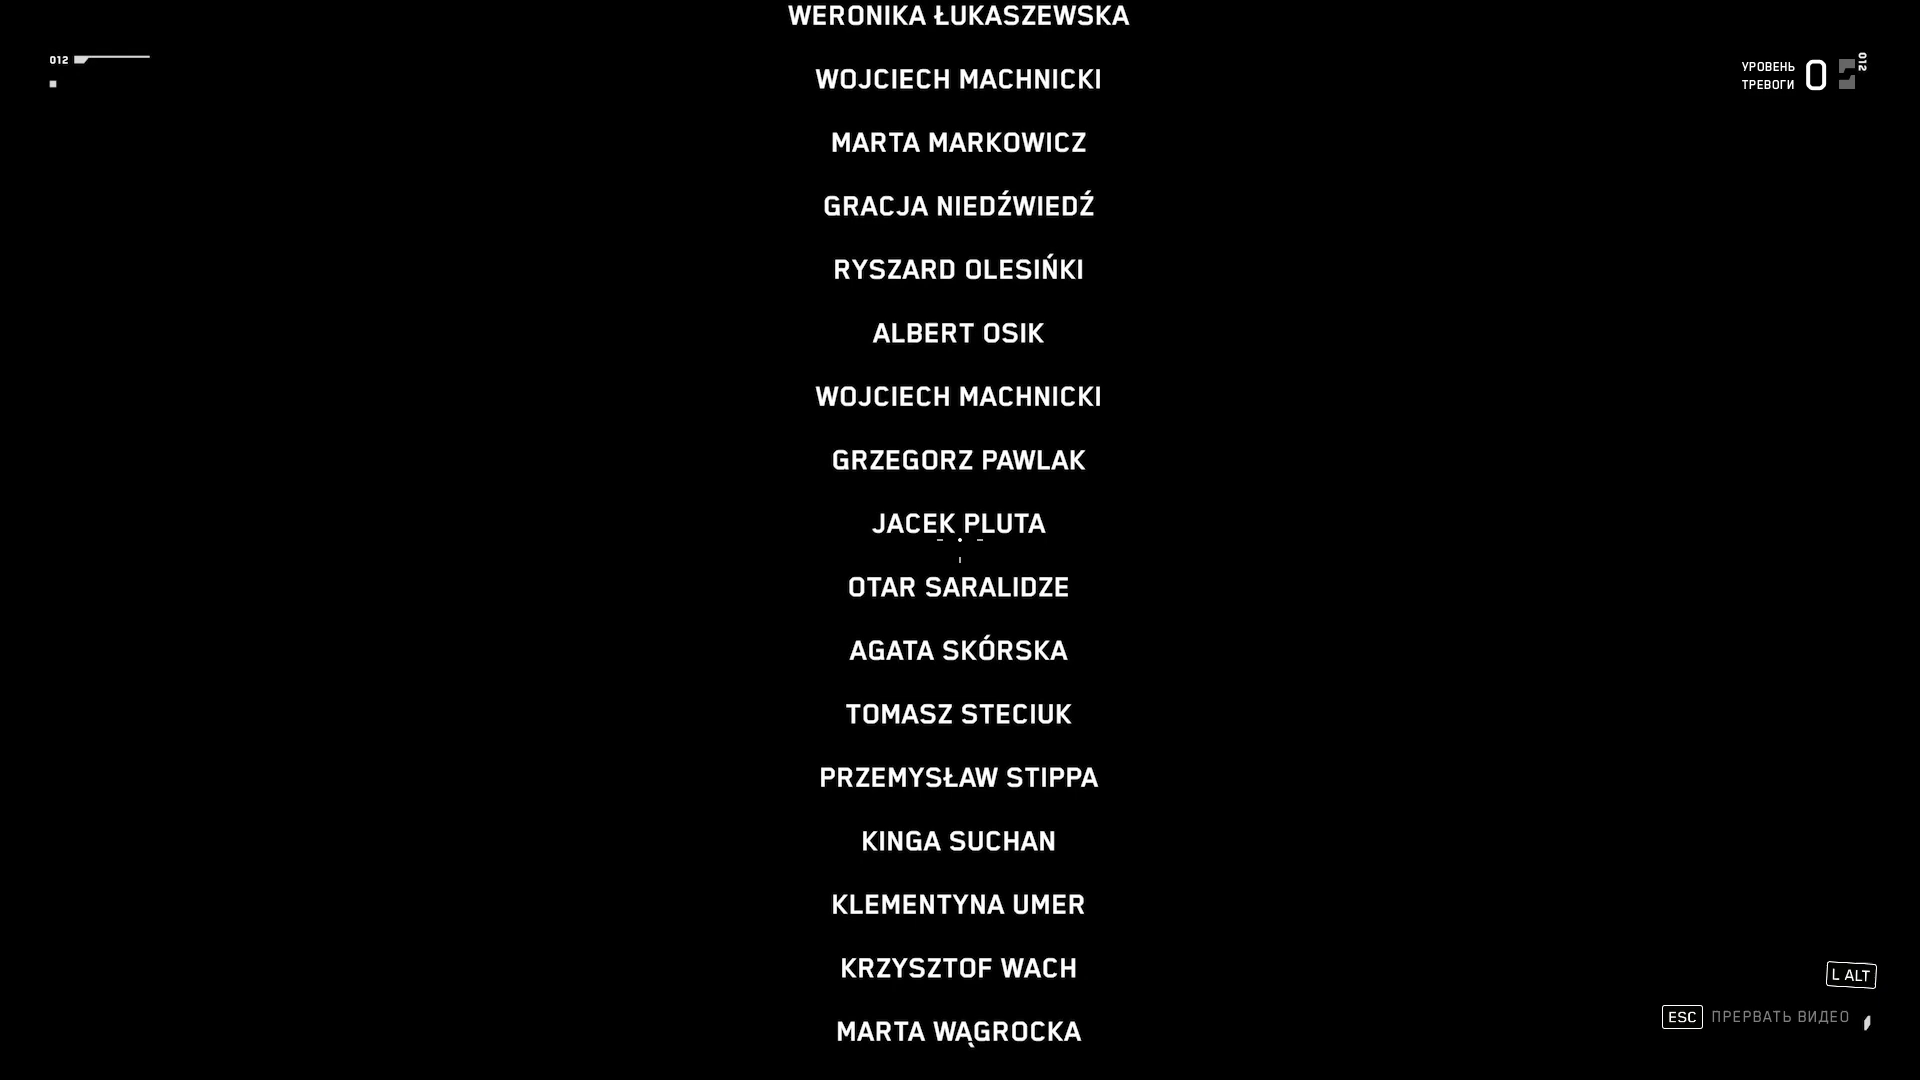 WERONIKA ŁUKASZEWSKA
012
УРОВЕНЬ
ТРЕВОГИ
0
012
WOJCIECH MACHNICKI
MARTA MARKOWICZ
GRACJA NIEDŹWIEDŹ
RYSZARD OLESIŃKI
ALBERT OSIK
WOJCIECH MACHNICKI
GRZEGORZ PAWLAK
JACEK PLUTA
OTAR SARALIDZE
AGATA SKÓRSKA
TOMASZ STECIUK
PRZEMYSŁAW STIPPA
KINGA SUCHAN
KLEMENTYNA UMER
KRZYSZTOF WACH
L ALT
ESC ПРЕРВАТЬ ВИДЕО
MARTA WĄGROCKA